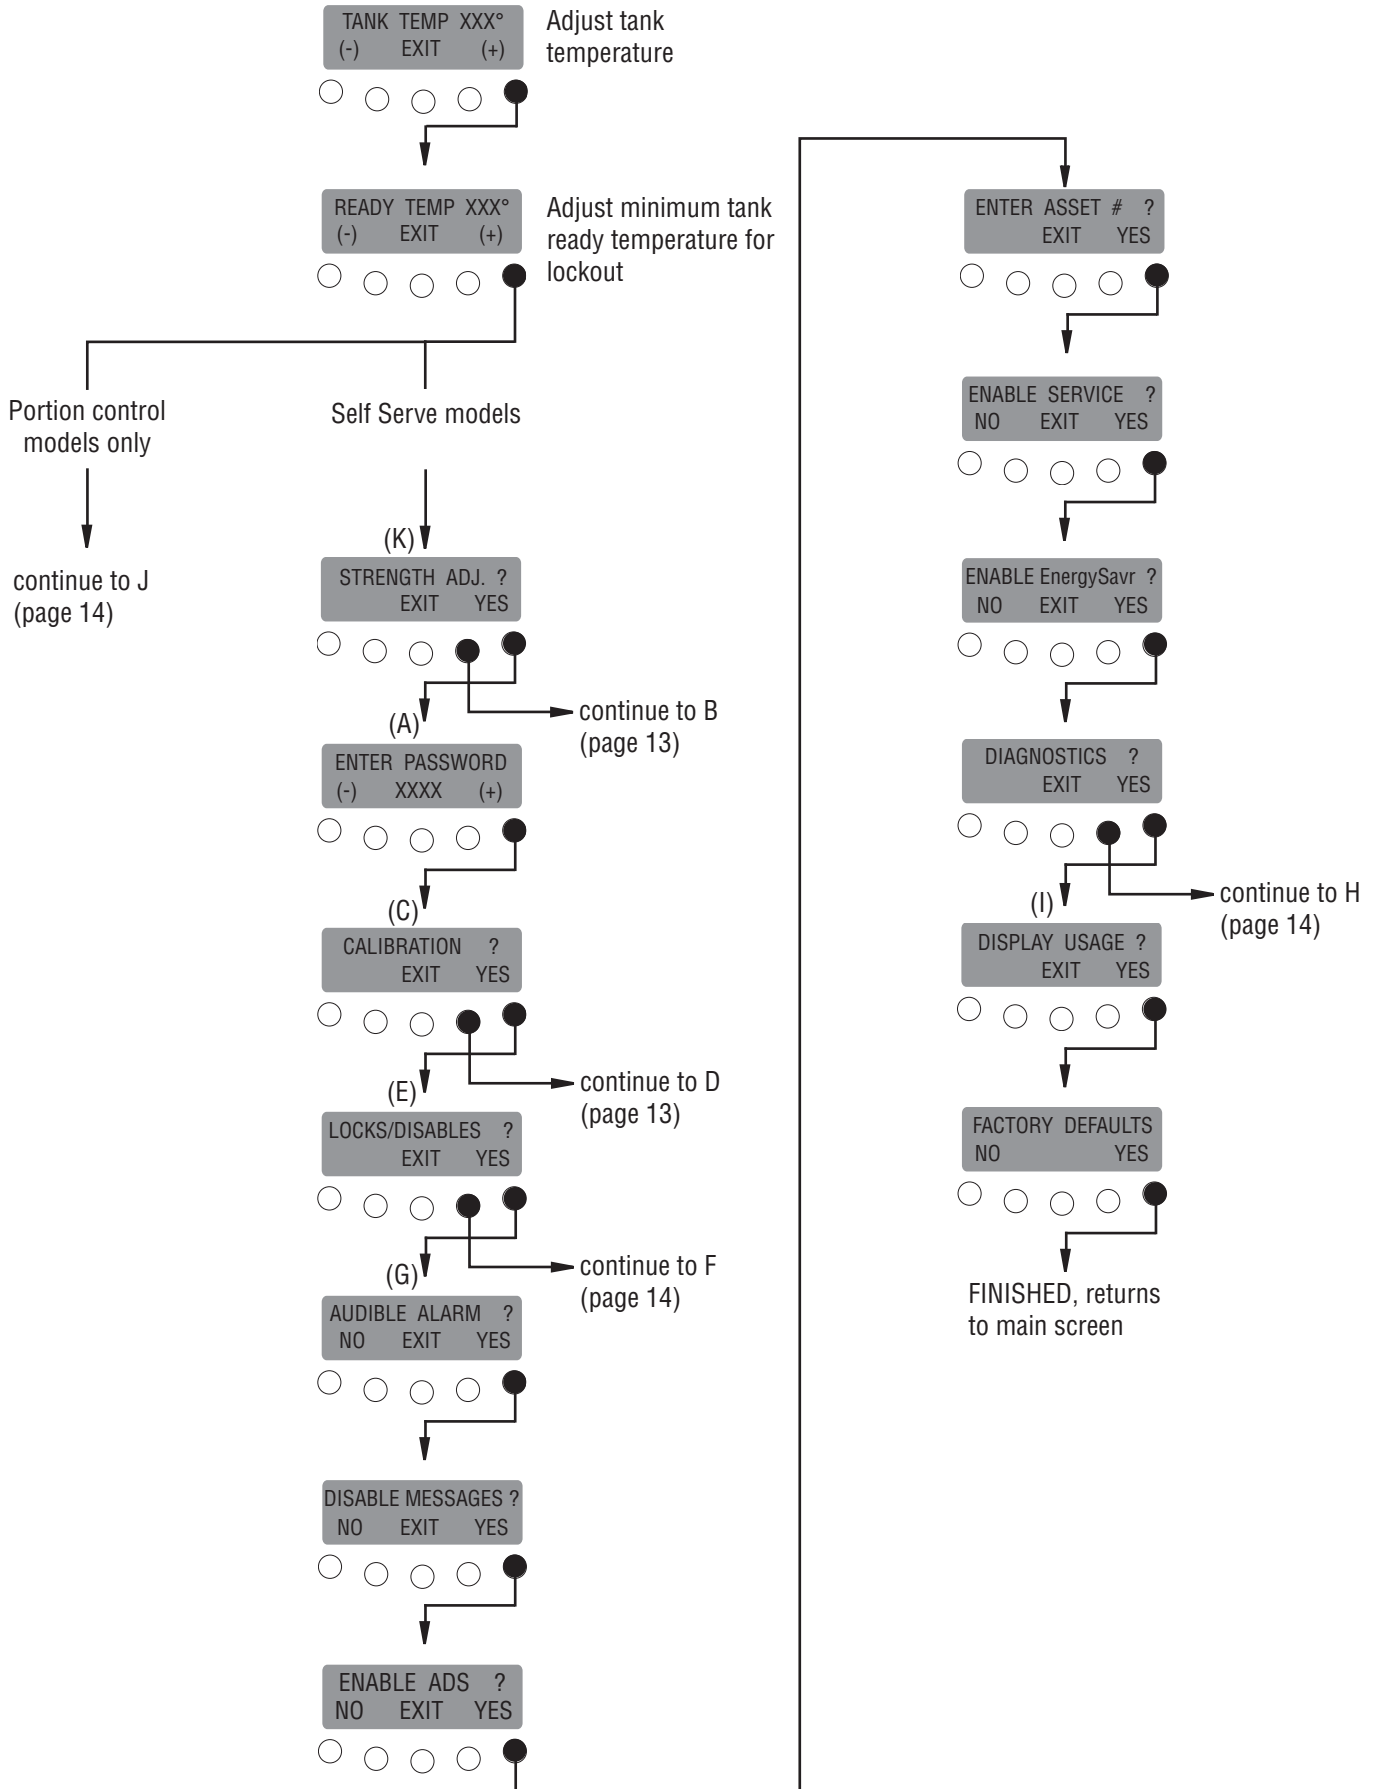 TANK TEMP XXX°
(-) EXIT (+)
Adjust tank
temperature
READY TEMP XXX°
(-) EXIT (+)
Adjust minimum tank
ready temperature for
lockout
Portion control
models only
continue to J
(page 14)
Self Serve models
(K)
STRENGTH ADJ. ?
EXIT YES
continue to B
(page 13)
(A)
ENTER PASSWORD
(-) XXXX (+)
(C)
CALIBRATION ?
EXIT YES
continue to D
(page 13)
(E)
LOCKS/DISABLES ?
EXIT YES
continue to F
(page 14)
(G)
AUDIBLE ALARM ?
NO EXIT YES
DISABLE MESSAGES ?
NO EXIT YES
ENABLE ADS ?
NO EXIT YES
ENTER ASSET # ?
EXIT YES
ENABLE SERVICE ?
NO EXIT YES
ENABLE EnergySavr ?
NO EXIT YES
DIAGNOSTICS ?
EXIT YES
continue to H
(page 14)
(I)
DISPLAY USAGE ?
EXIT YES
FACTORY DEFAULTS
NO YES
FINISHED, returns
to main screen